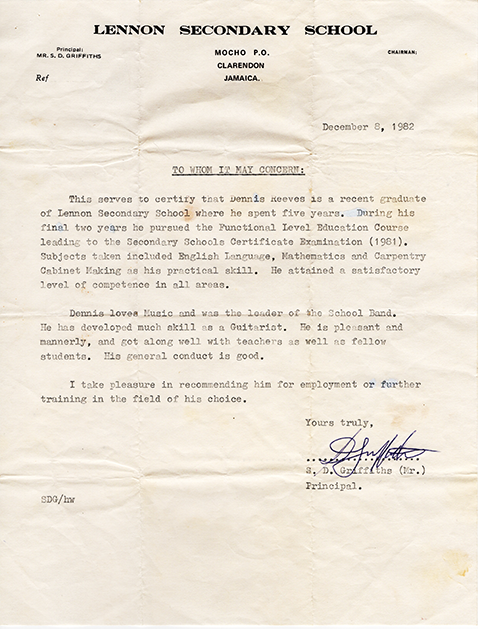 LENNON SECONDARY SCHOOL
Principal:
MR. S. D. GRIFFITHS
MOCHO P.O.
CLARENDON
JAMAICA.
CHAIRMAN:
Ref
December 8, 1982
TO WHOM IT MAY CONCERN:
This serves to certify that Dennis Reeves is a recent graduate
of Lennon Secondary School where he spent five years. During his
final two years he pursued the Functional Level Education Course
leading to the Secondary Schools Certificate Examination (1981).
Subjects taken included English Language, Mathematics and Carpentry
Cabinet Making as his practical skill. He attained a satisfactory
level of competence in all areas.
Dennis loves Music and was the leader of the School Band.
He has developed much skill as a Guitarist. He is pleasant and
mannerly, and got along well with teachers as well as fellow
students. His general conduct is good.
I take pleasure in recommending him for employment or further
training in the field of his choice.
Yours truly,
S. D. Griffiths (Mr.)
Principal.
SDG/hw